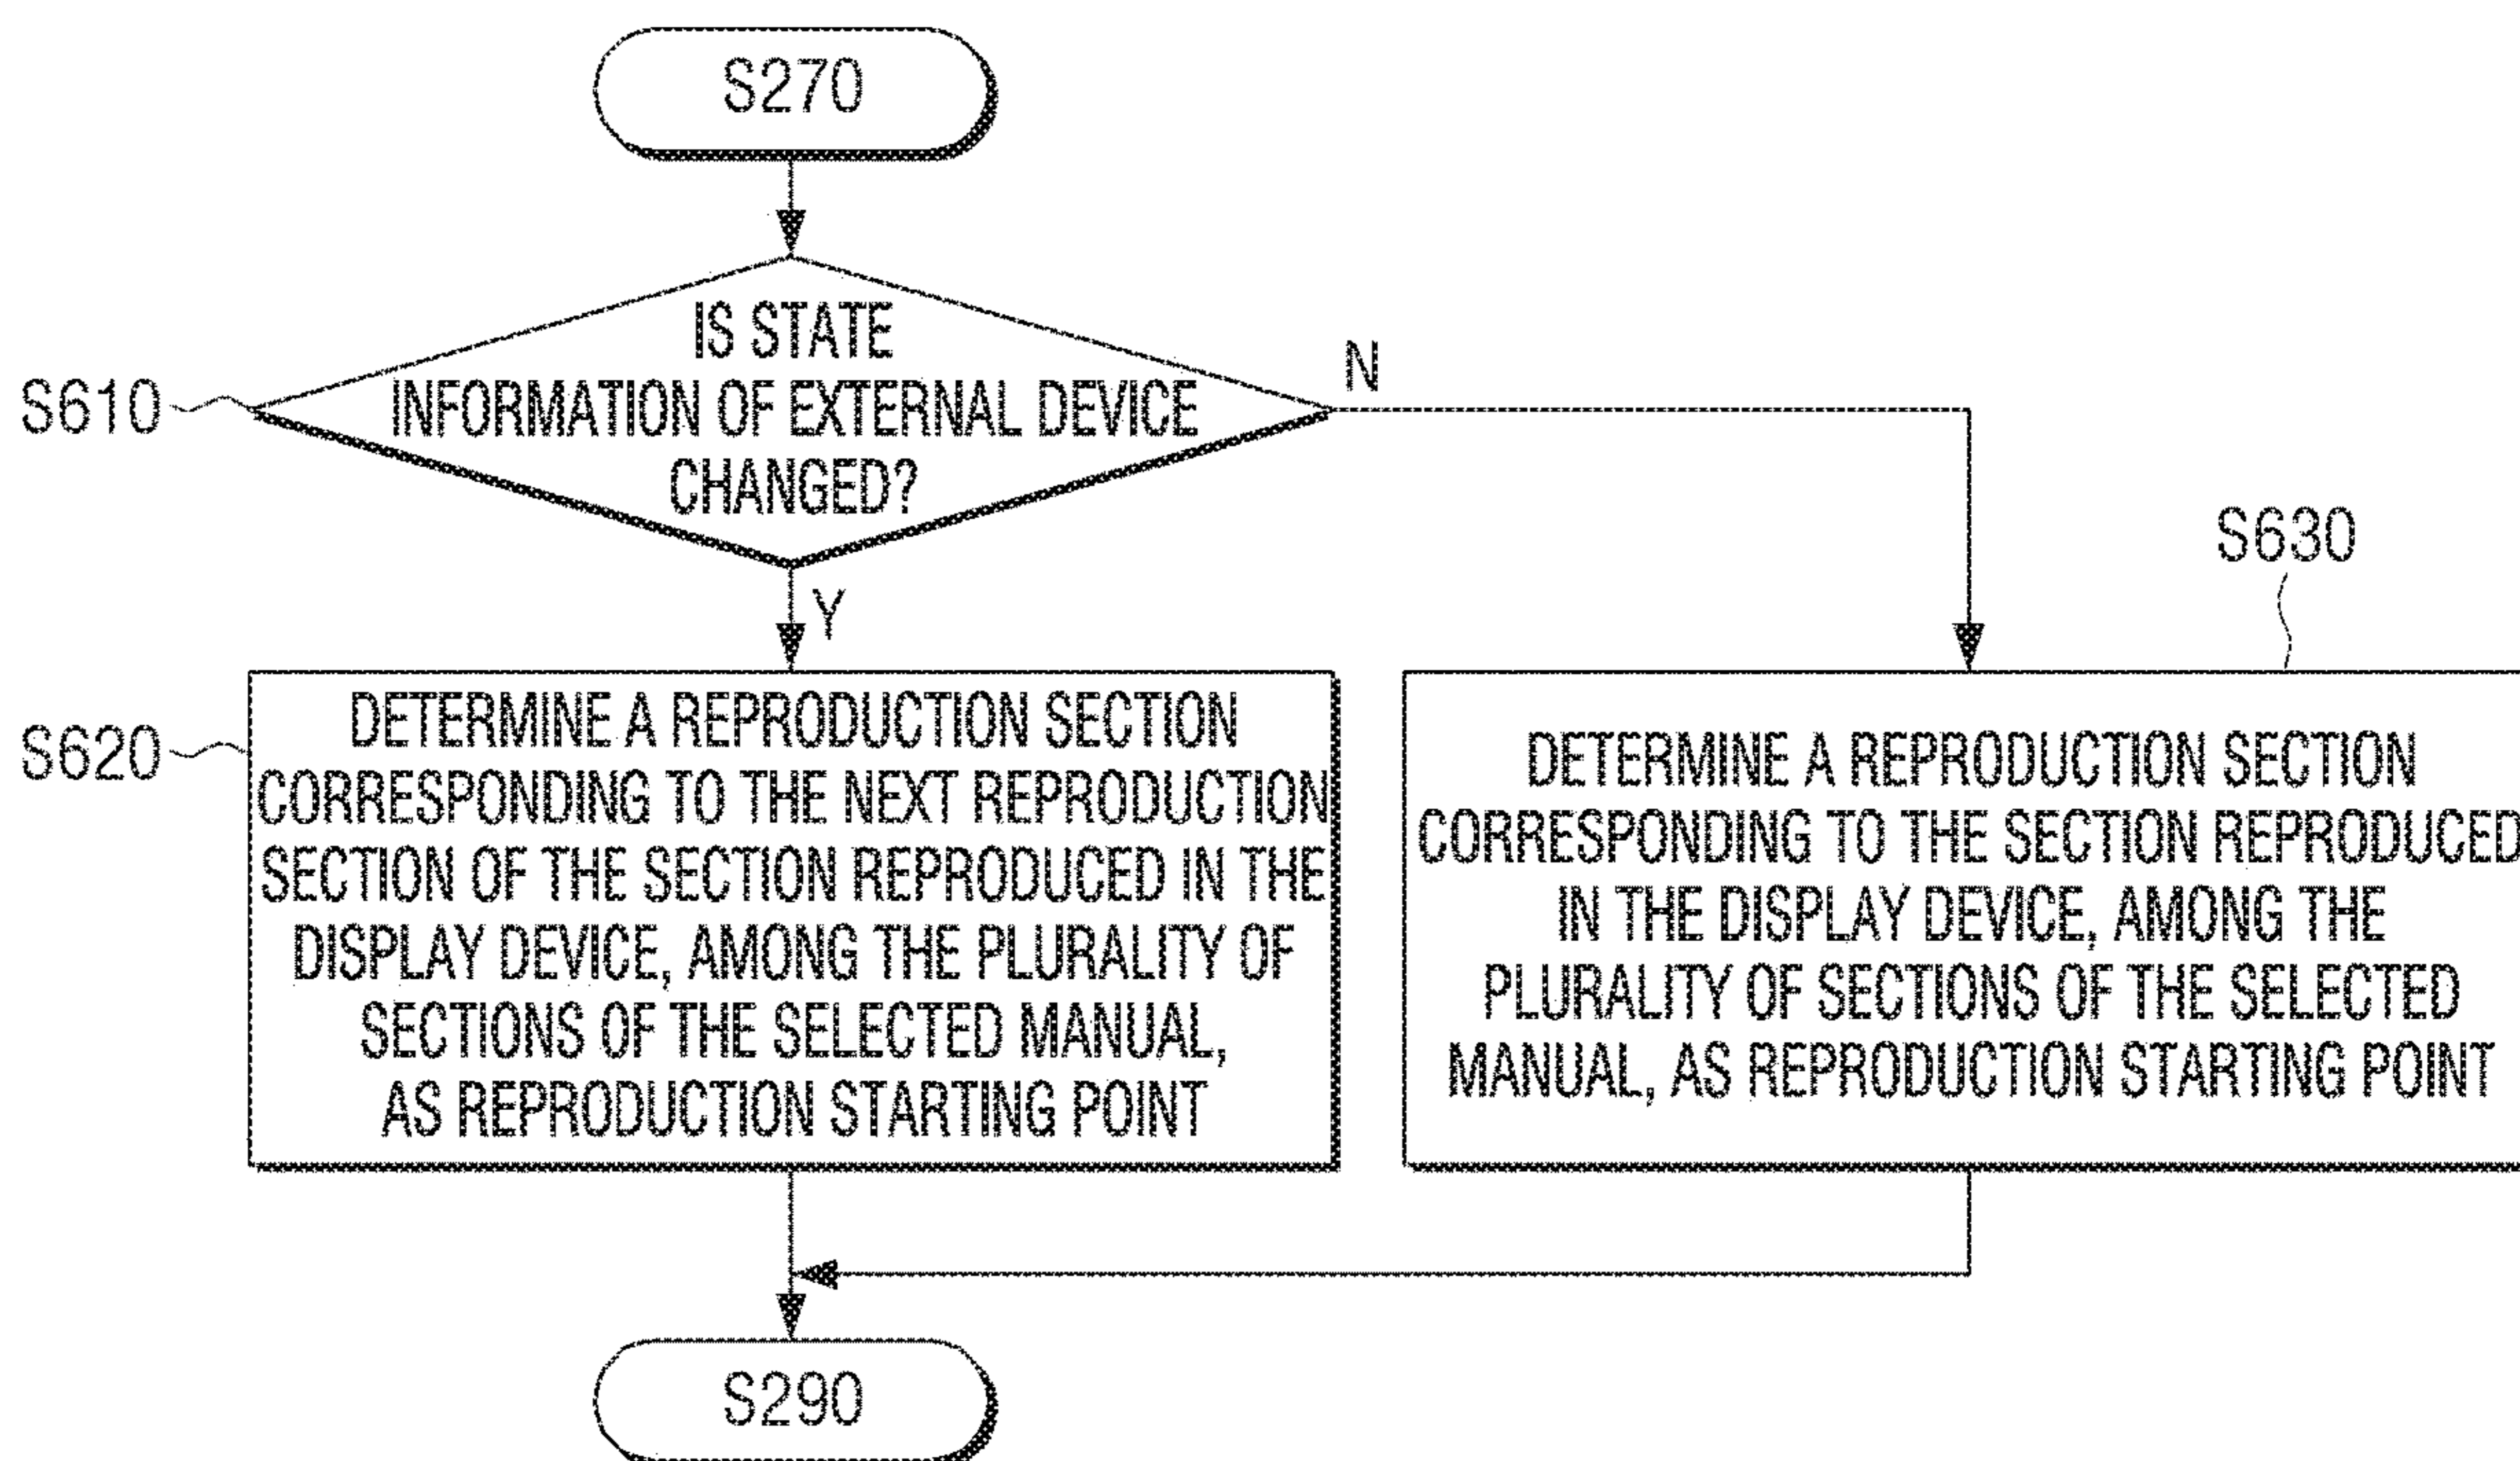 S270
IS STATE
INFORMATION OF EXTERNAL DEVICE
CHANGED?
S610
N
Y
S620
DETERMINE A REPRODUCTION SECTION
CORRESPONDING TO THE NEXT REPRODUCTION
SECTION OF THE SECTION REPRODUCED IN THE
DISPLAY DEVICE, AMONG THE PLURALITY OF
SECTIONS OF THE SELECTED MANUAL,
AS REPRODUCTION STARTING POINT
S630
DETERMINE A REPRODUCTION SECTION
CORRESPONDING TO THE SECTION REPRODUCED
IN THE DISPLAY DEVICE, AMONG THE
PLURALITY OF SECTIONS OF THE SELECTED
MANUAL, AS REPRODUCTION STARTING POINT
S290